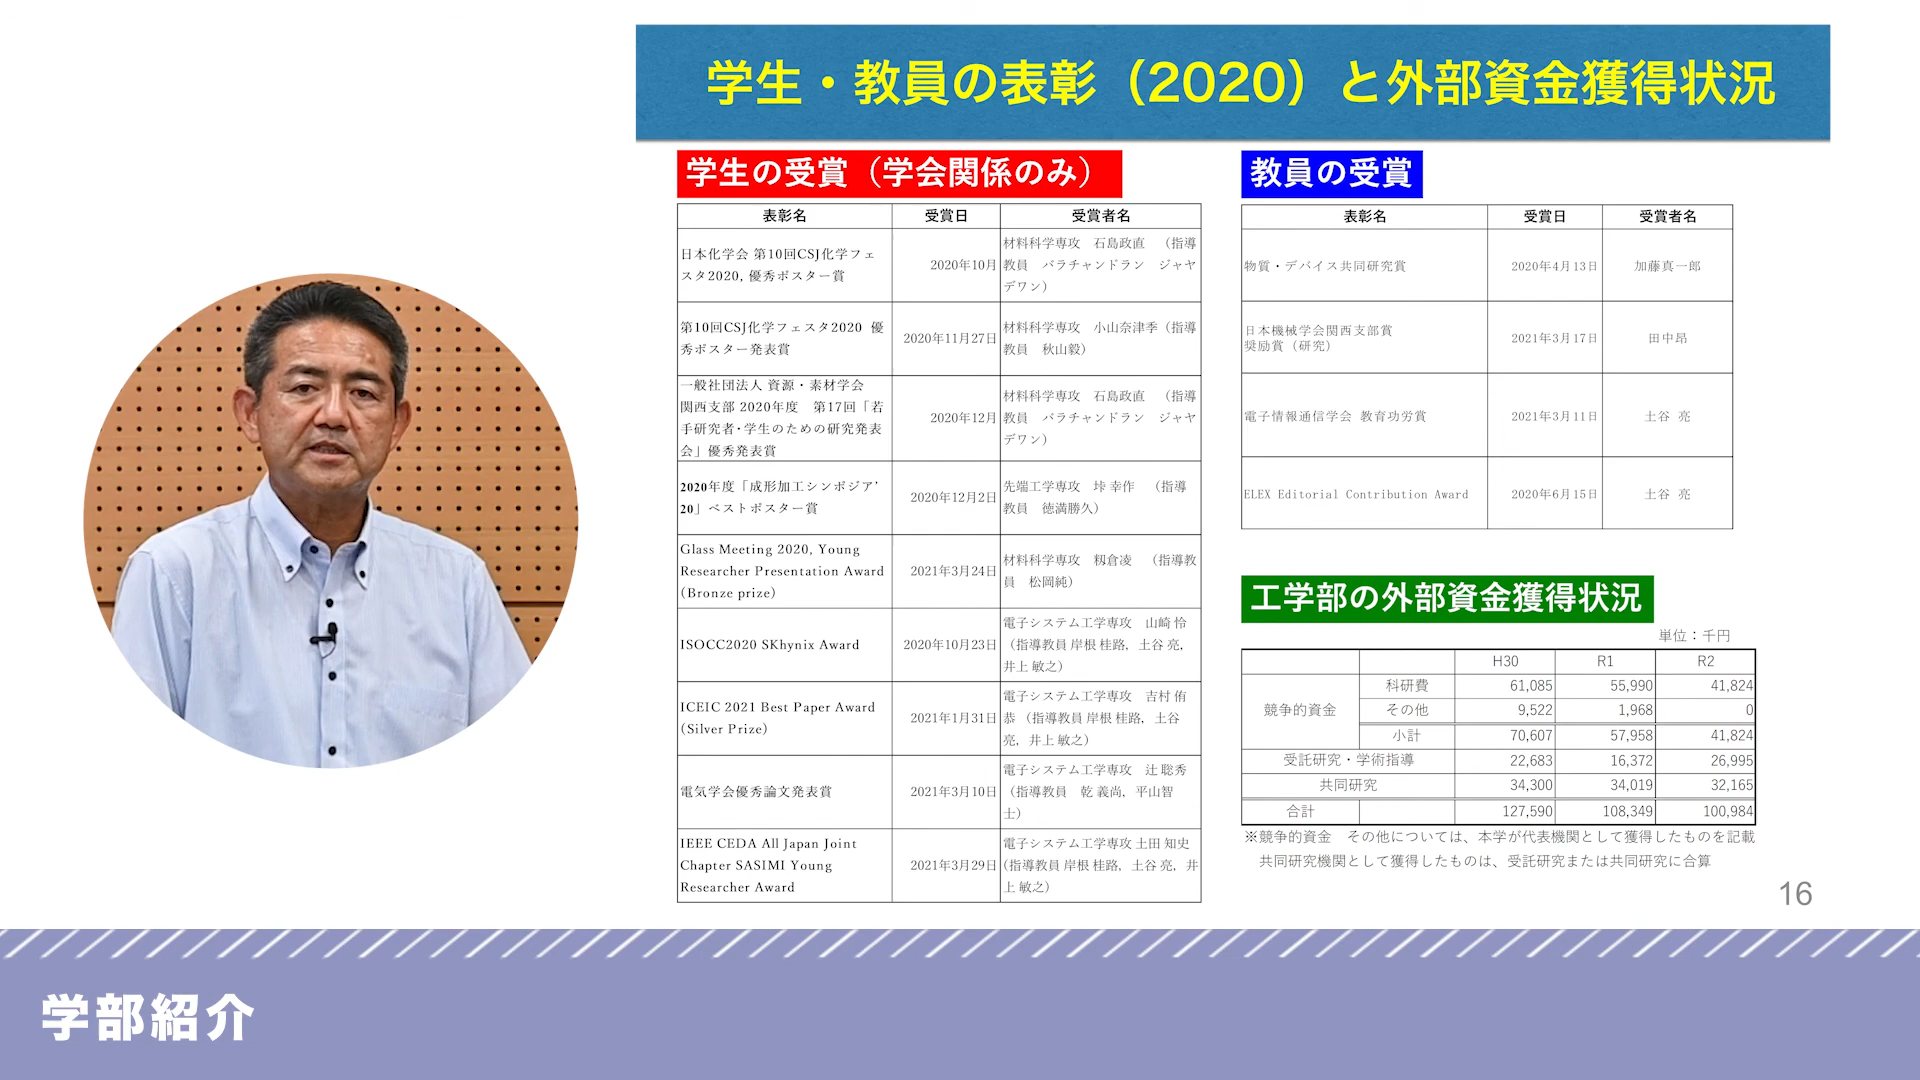 学生・教員の表彰（2020）と外部資金獲得状況
学生の受賞（学会関係のみ）
表彰名 受賞日 受賞者名
日本化学会 第10回CSJ化学フェ
スタ2020, 優秀ポスター賞
2020年10月
材料科学専攻　石島政直　（指導
教員　バラチャンドラン　ジャヤ
デワン）
第10回CSJ化学フェスタ2020 優
秀ポスター発表賞
2020年11月27日
材料科学専攻　小山奈津季（指導
教員　秋山毅）
一般社団法人 資源・素材学会
関西支部 2020年度　第17回「若
手研究者･学生のための研究発表
会」優秀発表賞
2020年12月
材料科学専攻　石島政直　（指導
教員　バラチャンドラン　ジャヤ
デワン）
2020年度「成形加工シンポジア’
20」ベストポスター賞
2020年12月2日
先端工学専攻　垰 幸作　（指導
教員　徳満勝久）
Glass Meeting 2020, Young
Researcher Presentation Award
(Bronze prize)
2021年3月24日
材料科学専攻　籾倉凌　（指導教
員　松岡純）
ISOCC2020 SKhynix Award
2020年10月23日
電子システム工学専攻　山﨑 怜
（指導教員 岸根 桂路, 土谷 亮,
井上 敏之）
ICEIC 2021 Best Paper Award
(Silver Prize)
2021年1月31日
電子システム工学専攻　吉村 侑
恭 （指導教員 岸根 桂路, 土谷
亮, 井上 敏之）
電気学会優秀論文発表賞
2021年3月10日
電子システム工学専攻　辻 聡秀
（指導教員　乾 義尚, 平山智
士）
IEEE CEDA All Japan Joint
Chapter SASIMI Young
Researcher Award
2021年3月29日
電子システム工学専攻 土田 知史
(指導教員 岸根 桂路, 土谷 亮, 井
上 敏之）
教員の受賞
表彰名 受賞日 受賞者名
物質・デバイス共同研究賞 2020年4月13日 加藤真一郎
日本機械学会関西支部賞
奨励賞（研究）
2021年3月17日 田中昂
電子情報通信学会 教育功労賞 2021年3月11日 土谷 亮
ELEX Editorial Contribution Award 2020年6月15日 土谷 亮
工学部の外部資金獲得状況
単位：千円
H30 R1 R2
競争的資金
科研費 61,085 55,990 41,824
その他 9,522 1,968 0
小計 70,607 57,958 41,824
受託研究・学術指導 22,683 16,372 26,995
共同研究 34,300 34,019 32,165
合計 127,590 108,349 100,984
※競争的資金　その他については、本学が代表機関として獲得したものを記載
共同研究機関として獲得したものは、受託研究または共同研究に合算
16
学部紹介